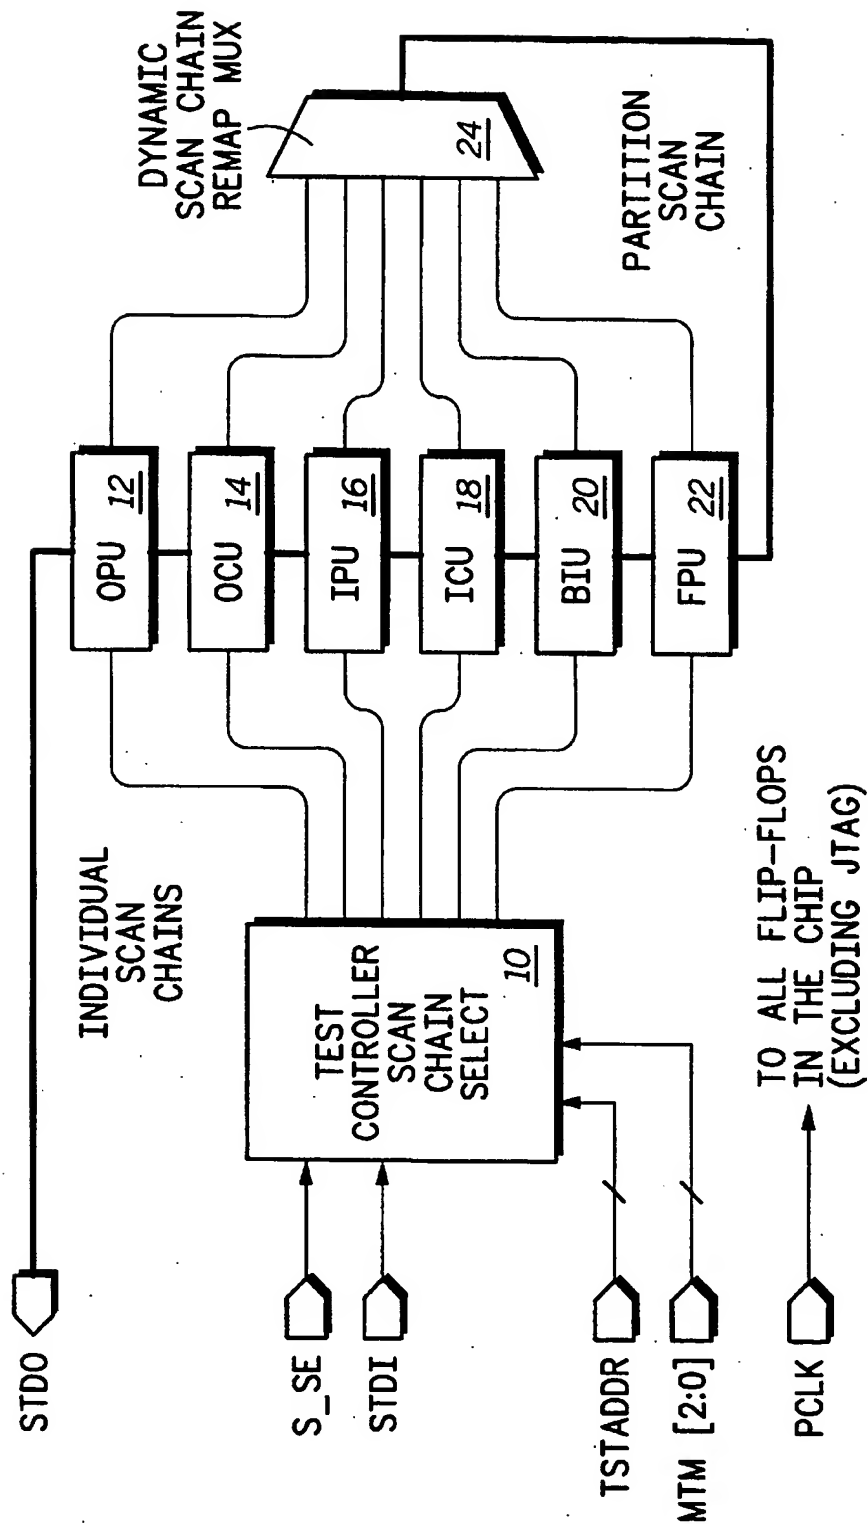 DYNAMIC
SCAN CHAIN
REMAP MUX
24
PARTITION
SCAN
CHAIN
OPU 12
OCU 14
IPU 16
ICU 18
BIU 20
FPU 22
INDIVIDUAL
SCAN
CHAINS
TEST
CONTROLLER
SCAN
CHAIN
SELECT
10
TO ALL FLIP-FLOPS
IN THE CHIP
(EXCLUDING JTAG)
STDO
S_SE
STDI
TSTADDR
MTM [2:0]
PCLK